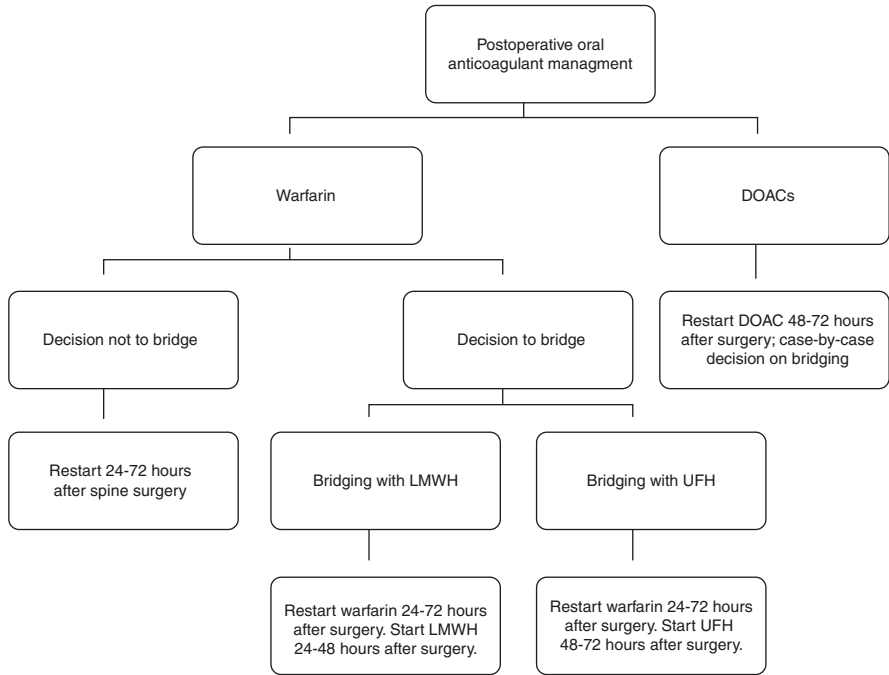 Postoperative oral
anticoagulant managment
Warfarin
DOACs
Decision not to bridge
Decision to bridge
Restart DOAC 48-72 hours
after surgery; case-by-case
decision on bridging
Restart 24-72 hours
after spine surgery
Bridging with LMWH
Bridging with UFH
Restart warfarin 24-72 hours
after surgery. Start LMWH
24-48 hours after surgery.
Restart warfarin 24-72 hours
after surgery. Start UFH
48-72 hours after surgery.